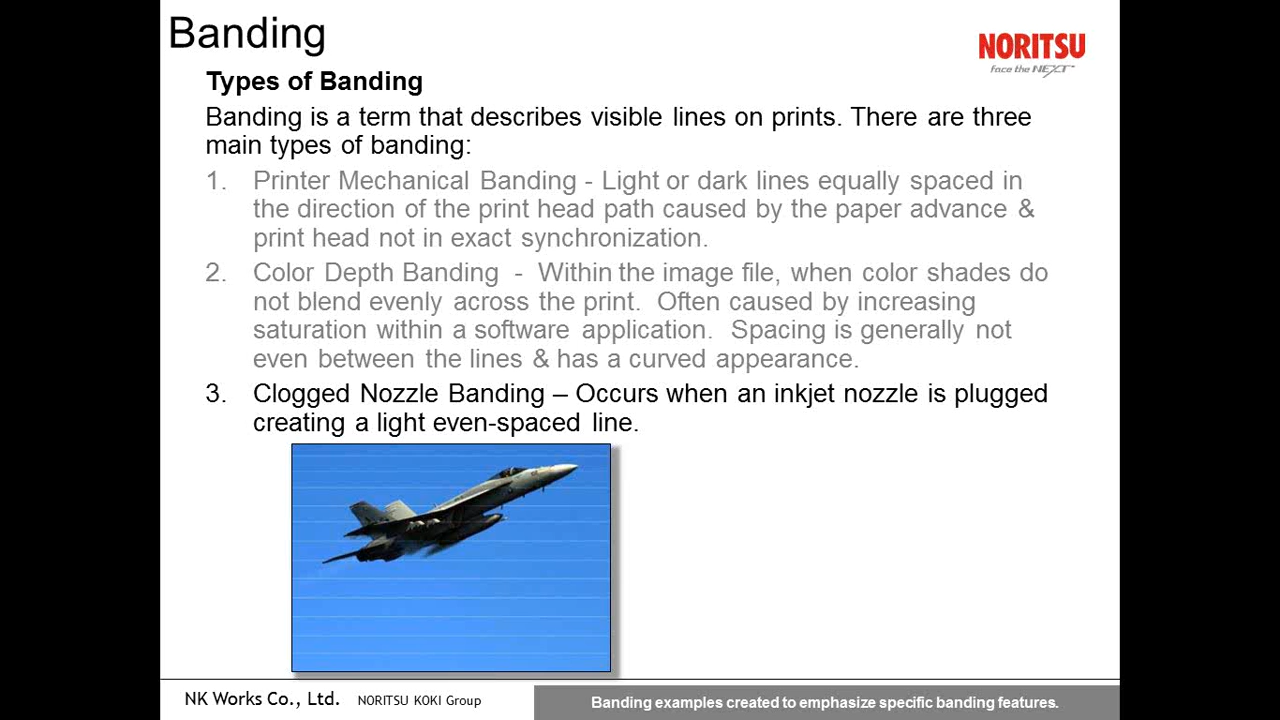 Banding
NORITSU
face the NEXT™
Types of Banding
Banding is a term that describes visible lines on prints. There are three
main types of banding:
1. Printer Mechanical Banding - Light or dark lines equally spaced in
the direction of the print head path caused by the paper advance &
print head not in exact synchronization.
2. Color Depth Banding - Within the image file, when color shades do
not blend evenly across the print. Often caused by increasing
saturation within a software application. Spacing is generally not
even between the lines & has a curved appearance.
3. Clogged Nozzle Banding – Occurs when an inkjet nozzle is plugged
creating a light even-spaced line.
NK Works Co., Ltd. NORITSU KOKI Group
Banding examples created to emphasize specific banding features.